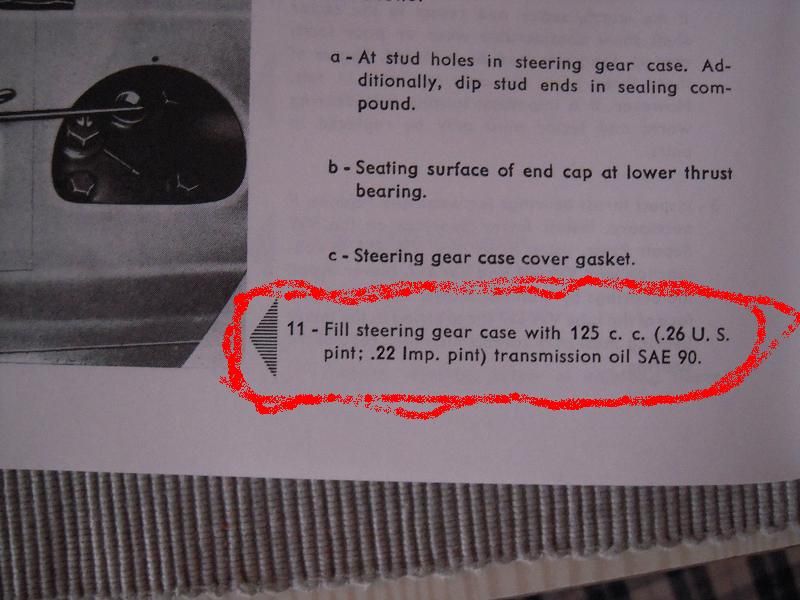 a - At stud holes in steering gear case. Ad-
ditionally, dip stud ends in sealing com-
pound.
b - Seating surface of end cap at lower thrust
bearing.
c - Steering gear case cover gasket.
11 - Fill steering gear case with 125 c. c. (.26 U. S.
pint; .22 Imp. pint) transmission oil SAE 90.